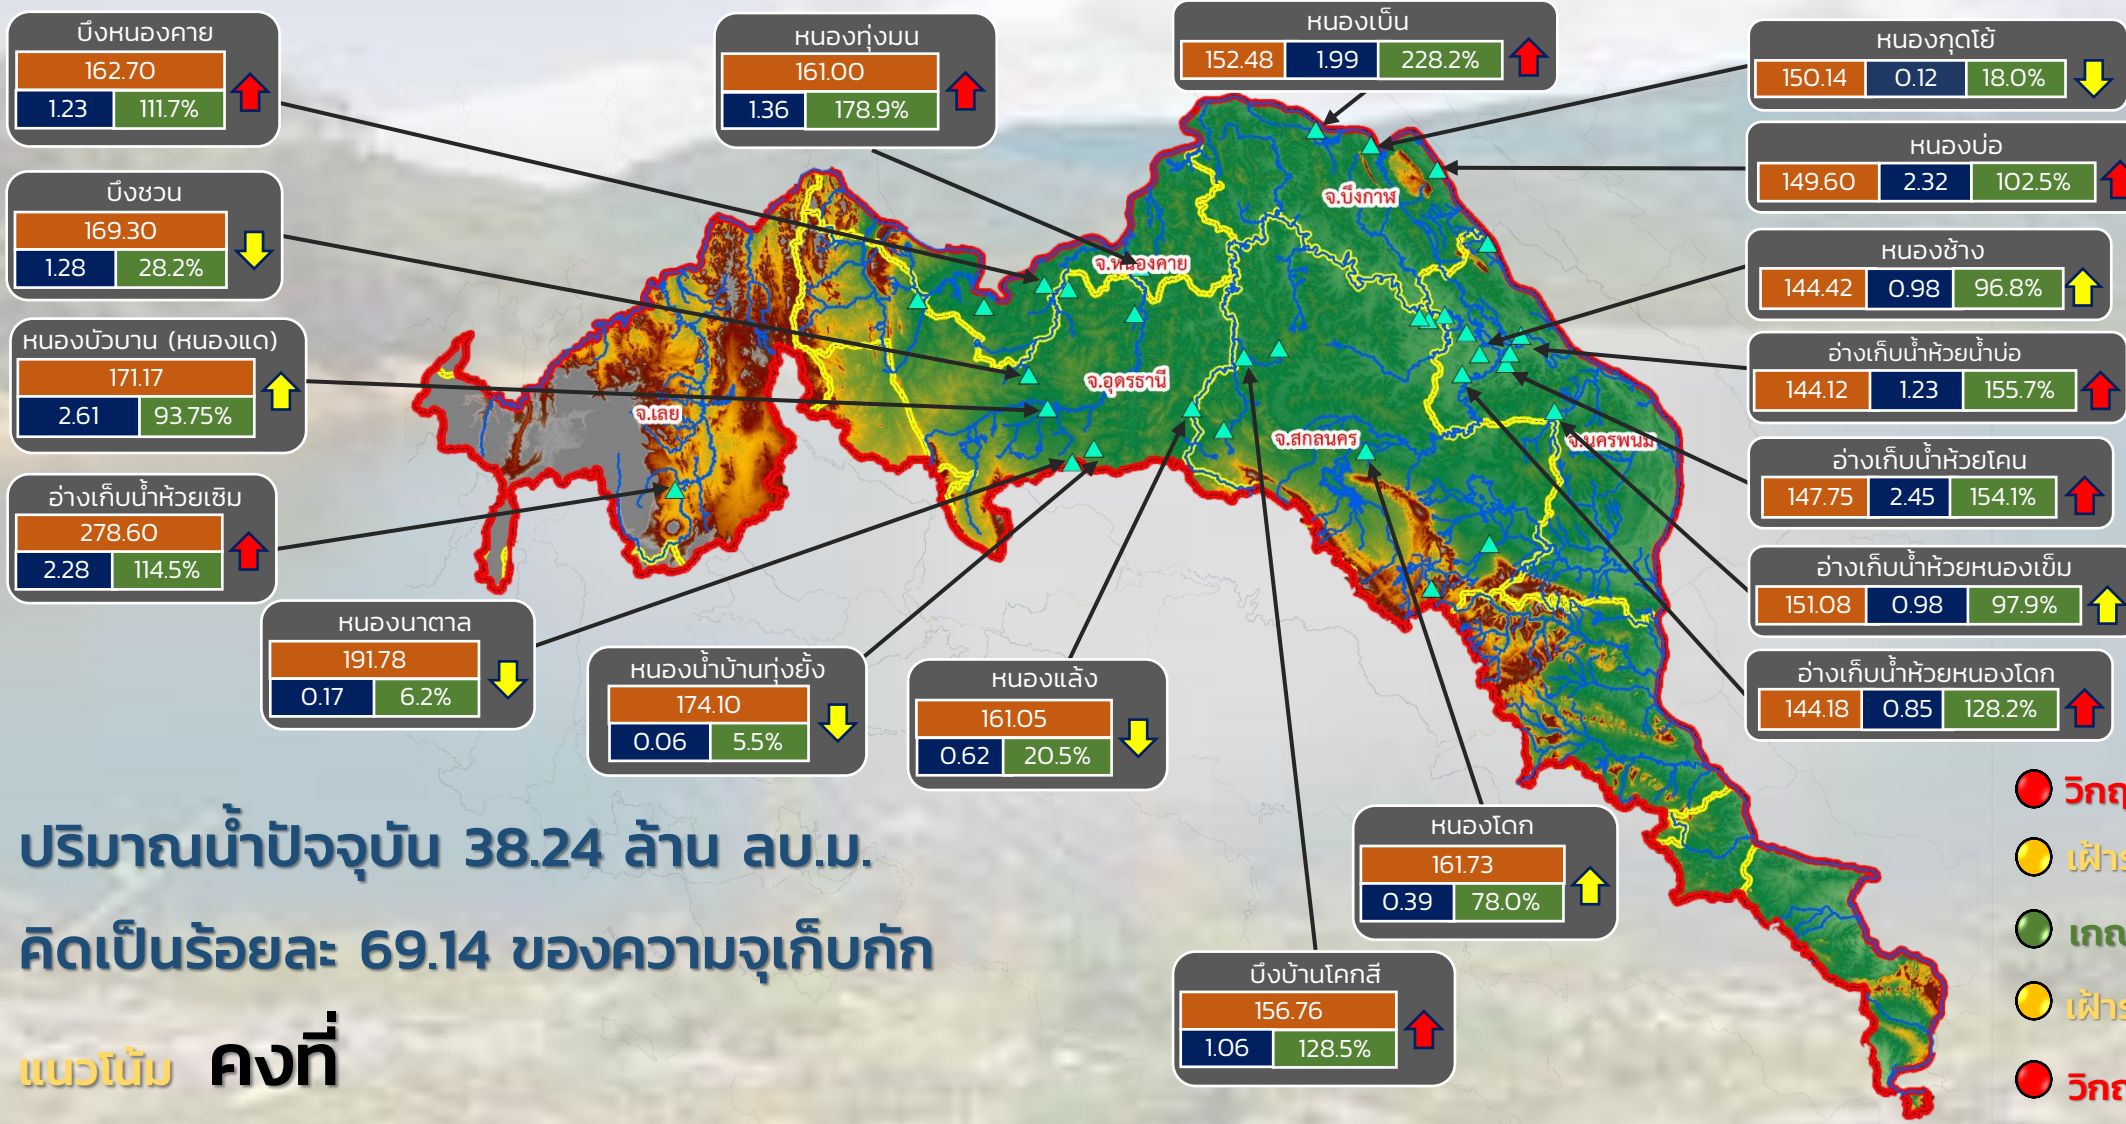 บึงหนองคาย
162.70
1.23 111.7%
บึงชวน
169.30
1.28 28.2%
หนองบัวบาน (หนองแด)
171.17
2.61 93.75%
อ่างเก็บน้ำห้วยเซิม
278.60
2.28 114.5%
หนองนาตาล
191.78
0.17 6.2%
หนองน้ำบ้านทุ่งยั้ง
174.10
0.06 5.5%
หนองแล้ง
161.05
0.62 20.5%
หนองทุ่งมน
161.00
1.36 178.9%
หนองเบ็น
152.48 1.99 228.2%
หนองกุดโย้
150.14 0.12 18.0%
หนองบ่อ
149.60 2.32 102.5%
หนองช้าง
144.42 0.98 96.8%
อ่างเก็บน้ำห้วยน้ำบ่อ
144.12 1.23 155.7%
อ่างเก็บน้ำห้วยโคน
147.75 2.45 154.1%
อ่างเก็บน้ำห้วยหนองเข็ม
151.08 0.98 97.9%
อ่างเก็บน้ำห้วยหนองโดก
144.18 0.85 128.2%
หนองโดก
161.73
0.39 78.0%
บึงบ้านโคกสี
156.76
1.06 128.5%
จ.บึงกาฬ
จ.หนองคาย
จ.อุดรธานี
จ.เลย
จ.สกลนคร
จ.นครพนม
ปริมาณน้ำปัจจุบัน 38.24 ล้าน ลบ.ม.
คิดเป็นร้อยละ 69.14 ของความจุเก็บกัก
แนวโน้ม คงที่